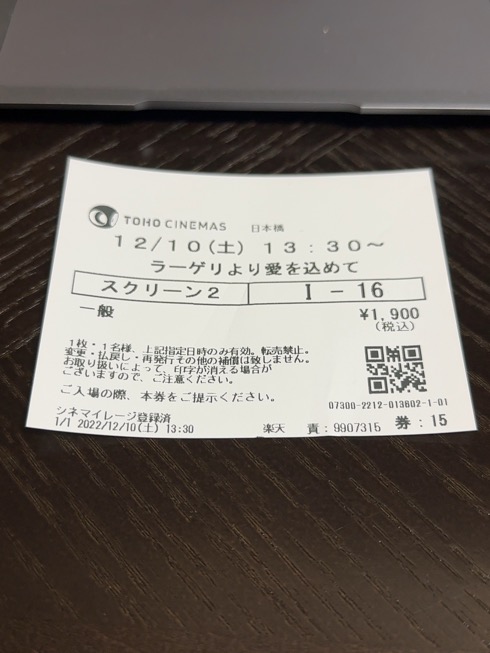 TOHO CINEMAS 日本橋
12/10(土) 13:30~
ラーゲリより愛を込めて
スクリーン2 I-16
一般 ¥1,900
(税込)
1枚・1名様、上記指定日時のみ有効。転売禁止。
変更・払戻し・再発行その他の補償は致しません。
お取り扱いによって、印字が消える場合が
ございますので、ご注意ください。
ご入場の際、本券をご提示ください。
07300-2212-013602-1-01
シネマイレージ登録済
1/1 2022/12/10(土) 13:30 楽天 責:9907315 券:15